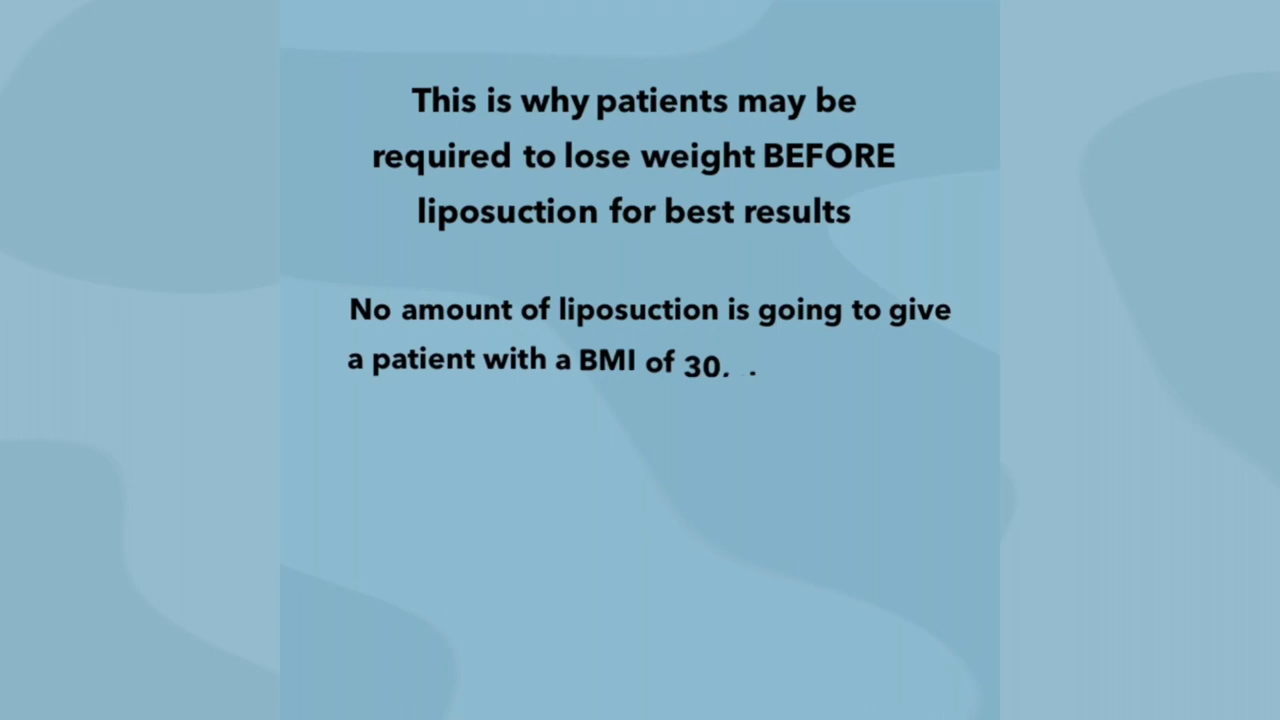 This is why patients may be
required to lose weight BEFORE
liposuction for best results
No amount of liposuction is going to give
a patient with a BMI of 30.